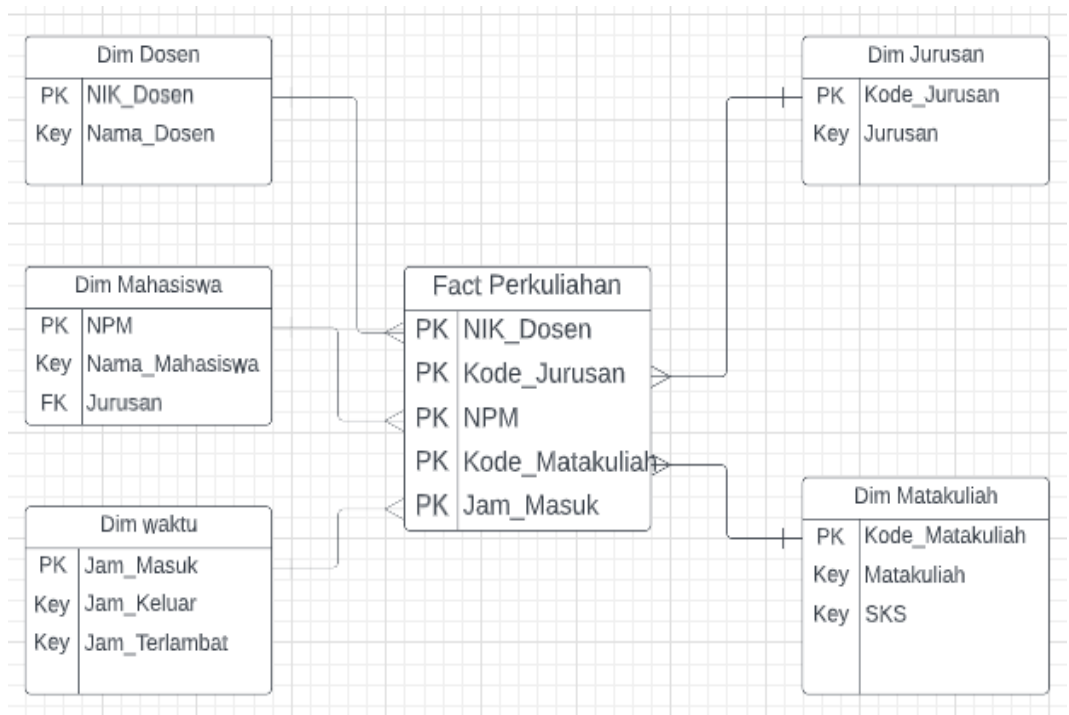 Dim Dosen
PK NIK_Dosen
Key Nama_Dosen
Dim Jurusan
PK Kode_Jurusan
Key Jurusan
Dim Mahasiswa
PK NPM
Key Nama_Mahasiswa
FK Jurusan
Fact Perkuliahan
PK NIK_Dosen
PK Kode_Jurusan
PK NPM
PK Kode_Matakuliah
PK Jam_Masuk
Dim waktu
PK Jam_Masuk
Key Jam_Keluar
Key Jam_Terlambat
Dim Matakuliah
PK Kode_Matakuliah
Key Matakuliah
Key SKS